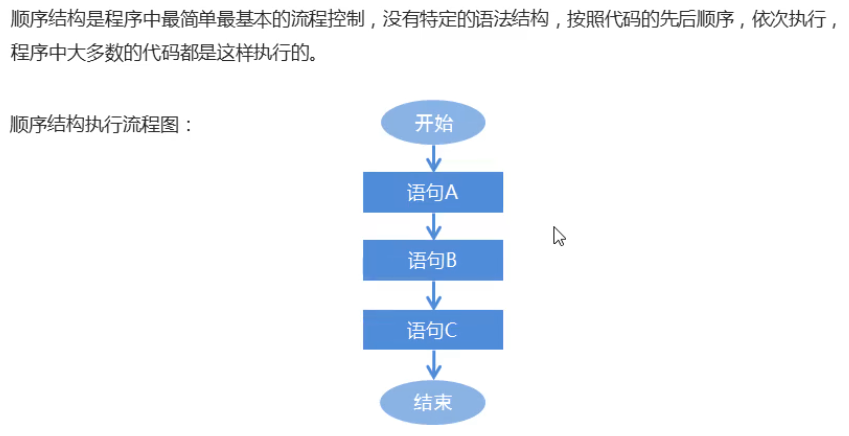 顺序结构是程序中最简单最基本的流程控制，没有特定的语法结构，按照代码的先后顺序，依次执行，
程序中大多数的代码都是这样执行的。
顺序结构执行流程图：
开始
语句A
语句B
语句C
结束